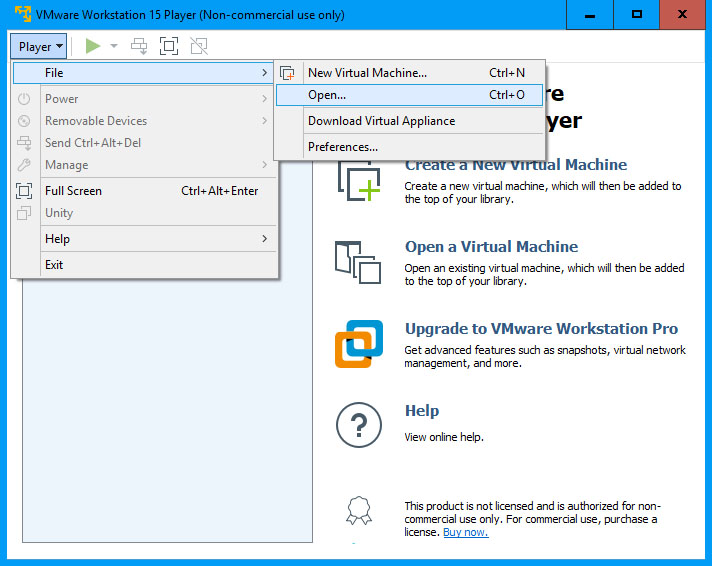 VMware Workstation 15 Player (Non-commercial use only)
Player
File
Power
Removable Devices
Send Ctrl+Alt+Del
Manage
Full Screen Ctrl+Alt+Enter
Unity
Help
Exit
New Virtual Machine... Ctrl+N
Open... Ctrl+O
Download Virtual Appliance
Preferences...
re
yer
Create a New Virtual Machine
Create a new virtual machine, which will then be added to
the top of your library.
Open a Virtual Machine
Open an existing virtual machine, which will then be added
to the top of your library.
Upgrade to VMware Workstation Pro
Get advanced features such as snapshots, virtual network
management, and more.
Help
View online help.
This product is not licensed and is authorized for non-
commercial use only. For commercial use, purchase a
license. Buy now.